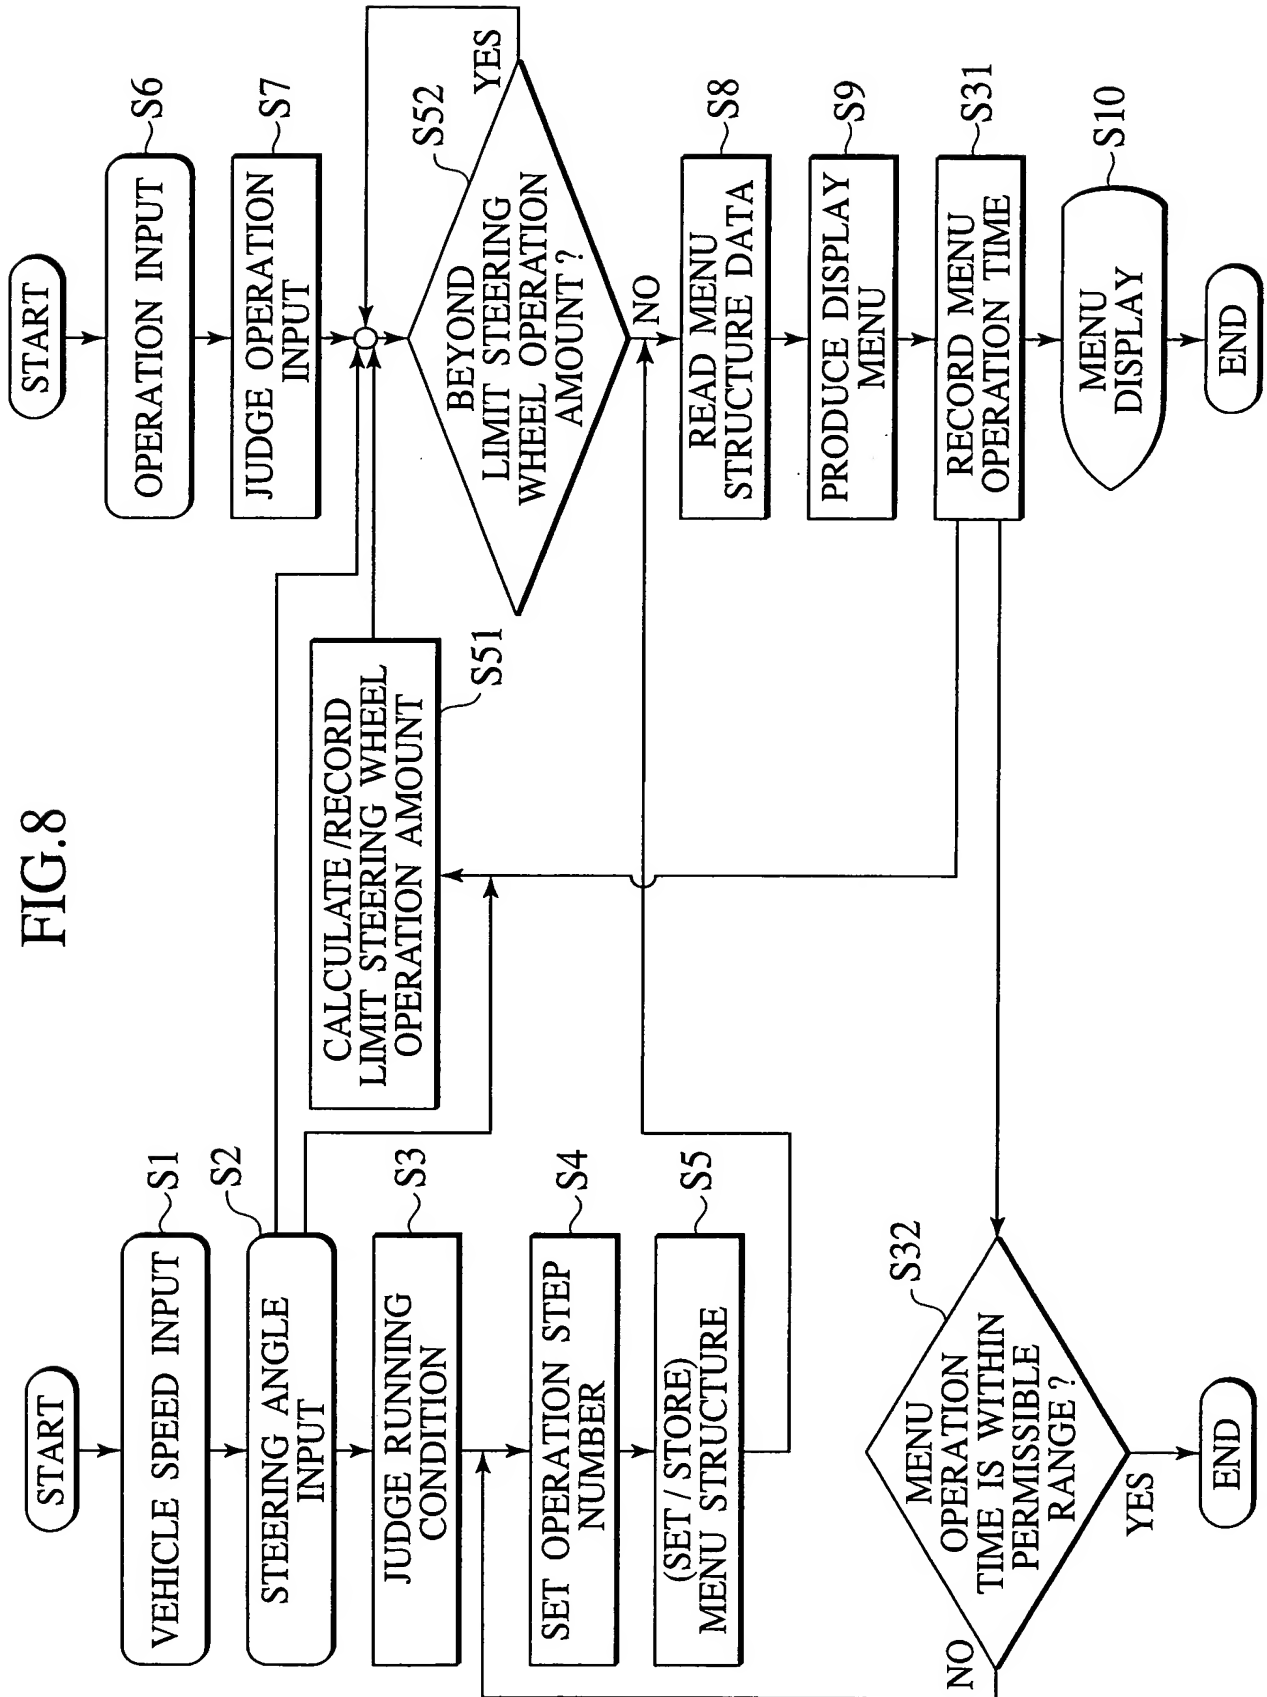 FIG.8
START
VEHICLE SPEED INPUT
S1
STEERING ANGLE
INPUT
S2
JUDGE RUNNING
CONDITION
S3
SET OPERATION STEP
NUMBER
S4
(SET / STORE)
MENU STRUCTURE
S5
MENU
OPERATION
TIME IS WITHIN
PERMISSIBLE
RANGE ?
S32
NO
YES
END
CALCULATE /RECORD
LIMIT STEERING WHEEL
OPERATION AMOUNT
S51
START
OPERATION INPUT
S6
JUDGE OPERATION
INPUT
S7
BEYOND
LIMIT STEERING
WHEEL OPERATION
AMOUNT ?
S52
YES
NO
READ MENU
STRUCTURE DATA
S8
PRODUCE DISPLAY
MENU
S9
RECORD MENU
OPERATION TIME
S31
MENU
DISPLAY
S10
END